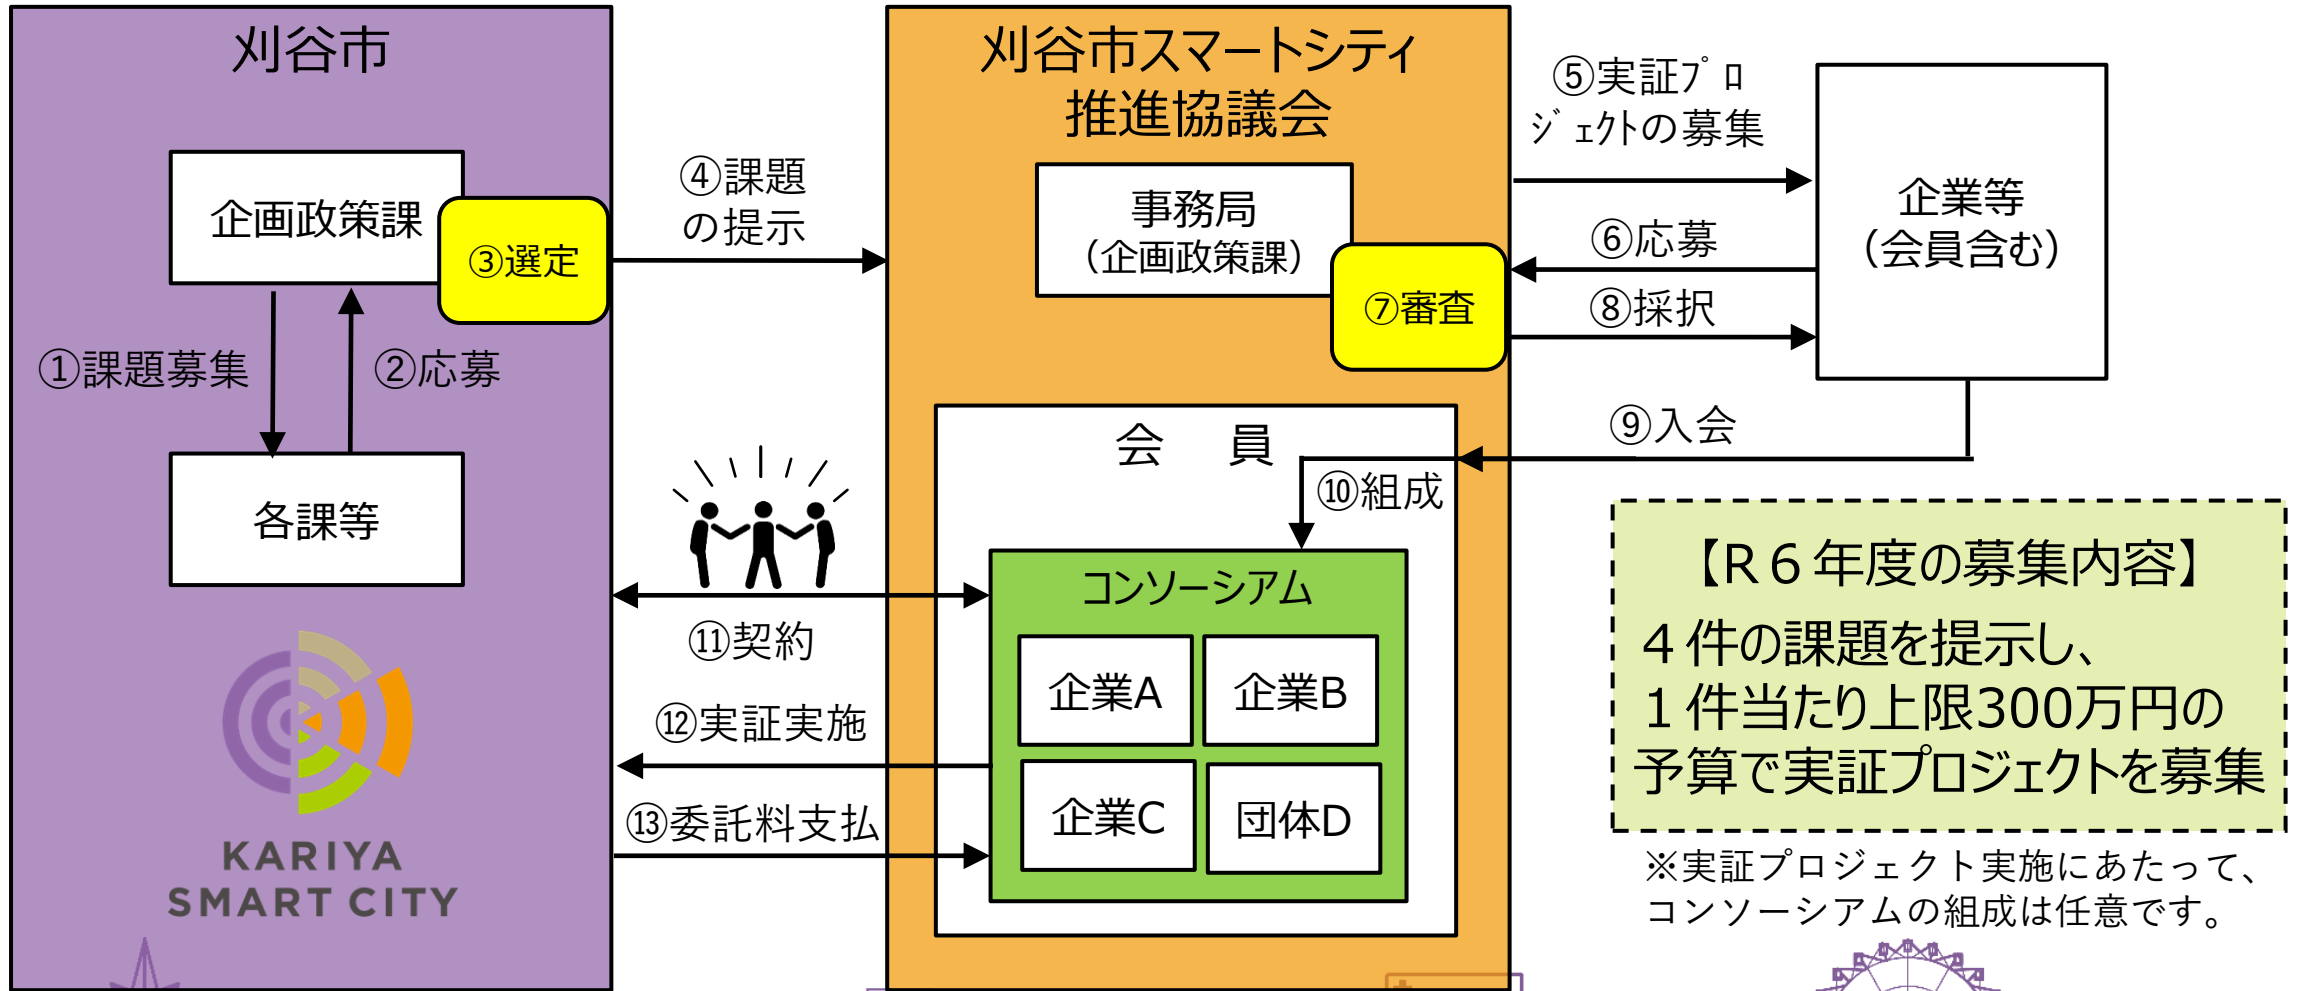 刈谷市
企画政策課
③選定
①課題募集
②応募
各課等
KARIYA
SMART CITY
④課題
の提示
⑪契約
⑫実証実施
⑬委託料支払
刈谷市スマートシティ
推進協議会
事務局
（企画政策課）
⑦審査
会　員
⑩組成
コンソーシアム
企業A
企業B
企業C
団体D
⑤実証ﾌﾟﾛ
ｼﾞｪｸﾄの募集
⑥応募
⑧採択
企業等
（会員含む）
⑨入会
【R６年度の募集内容】
４件の課題を提示し、
１件当たり上限300万円の
予算で実証プロジェクトを募集
※実証プロジェクト実施にあたって、
コンソーシアムの組成は任意です。